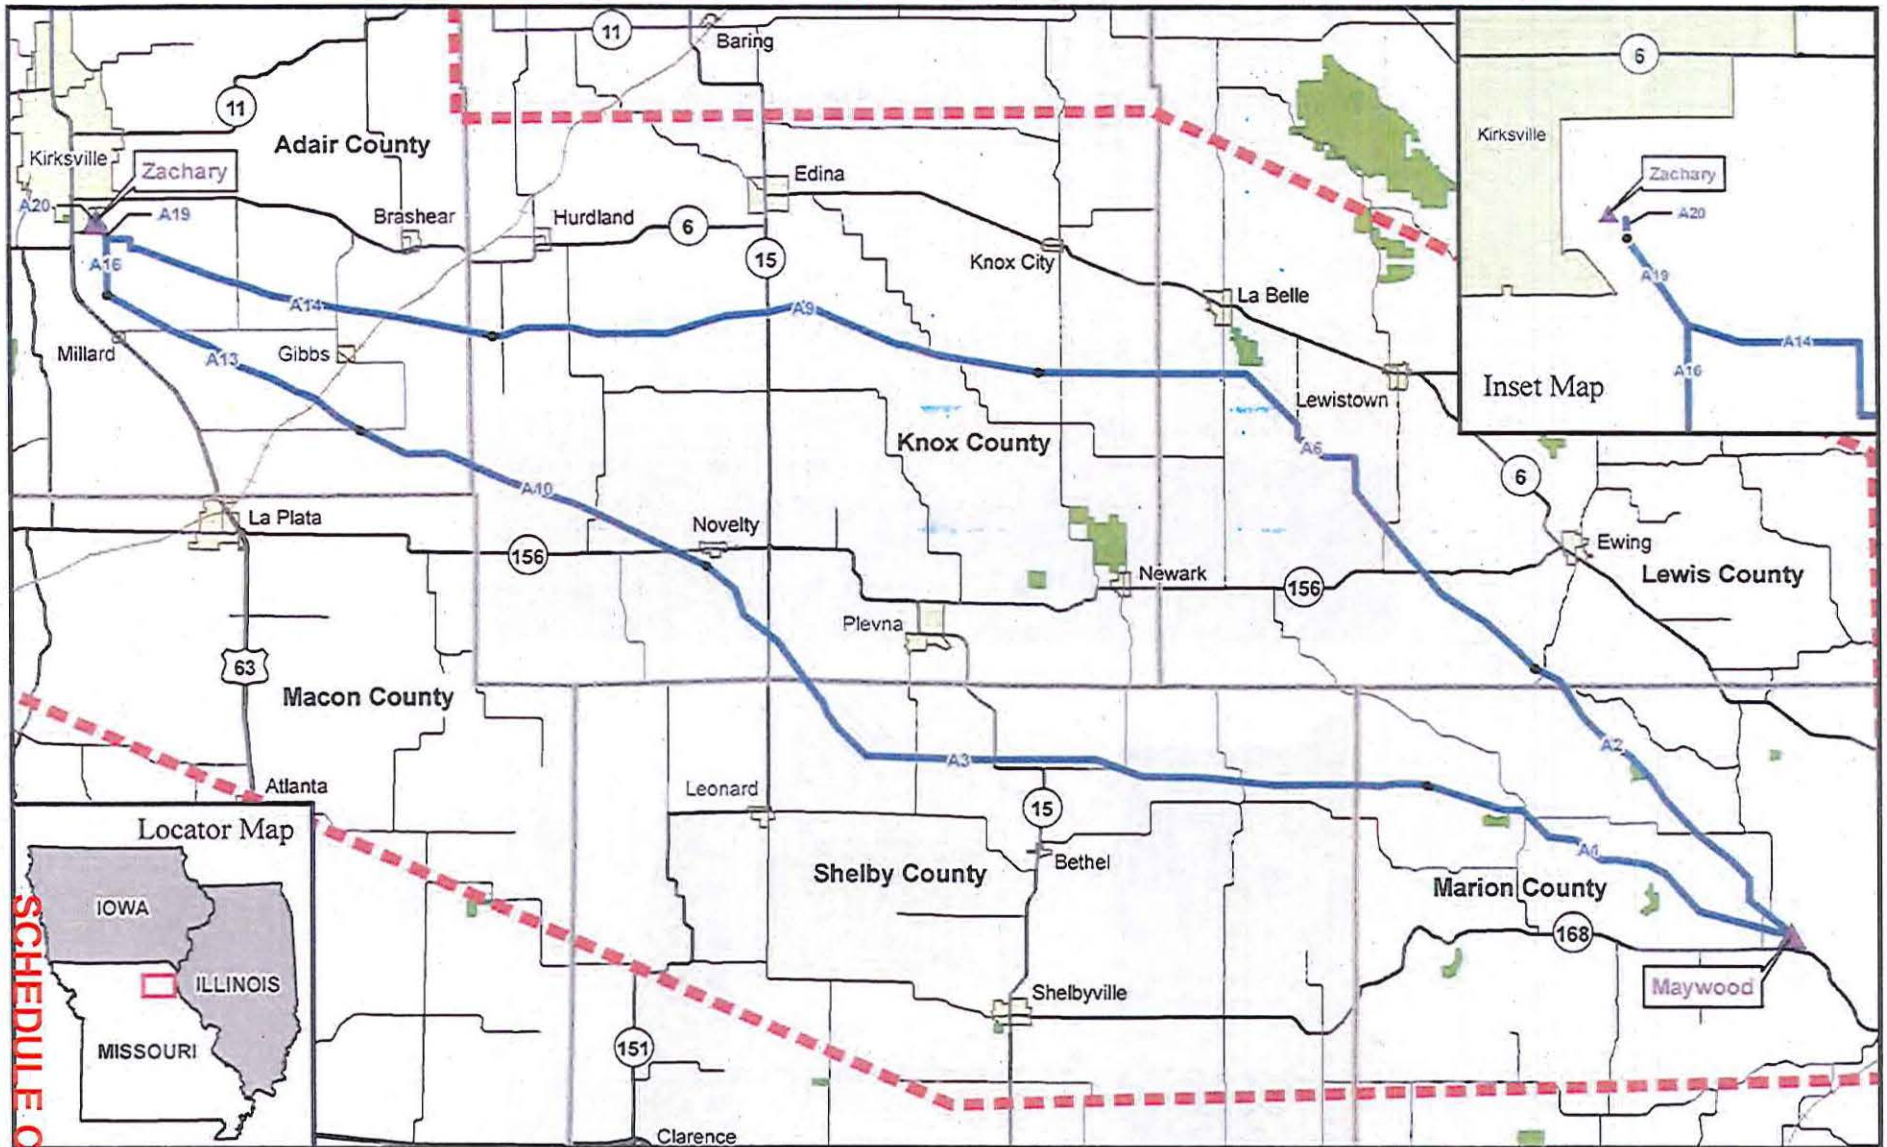 11
Baring
6
11
Kirksville
Adair County
Kirksville
Zachary
Zachary
Edina
A20
A19
Brashear
Hurdland
6
A20
15
A16
Knox City
A19
A14
A9
La Belle
A14
Millard
A13
Gibbs
A16
Inset Map
Lewistown
Knox County
A6
6
A10
La Plata
Novelty
Ewing
156
Newark
156
Lewis County
Plevna
63
Macon County
A2
A3
Atlanta
Leonard
15
Locator Map
A4
Bethel
Shelby County
Marion County
IOWA
168
ILLINOIS
Maywood
Shelbyville
MISSOURI
151
Clarence
SCHEDULE